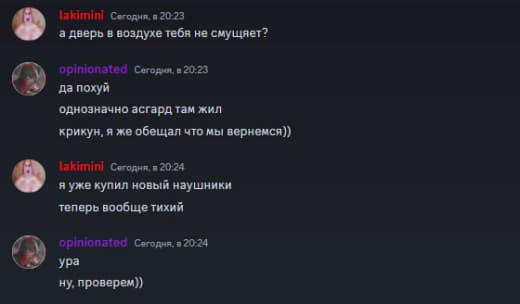 lakimini Сегодня, в 20:23
а дверь в воздухе тебя не смущяет?
opinionated Сегодня, в 20:23
да похуй
однозначно асгард там жил
крикун, я же обещал что мы вернемся))
lakimini Сегодня, в 20:24
я уже купил новый наушники
теперь вообще тихий
opinionated Сегодня, в 20:24
ура
ну, проверем))